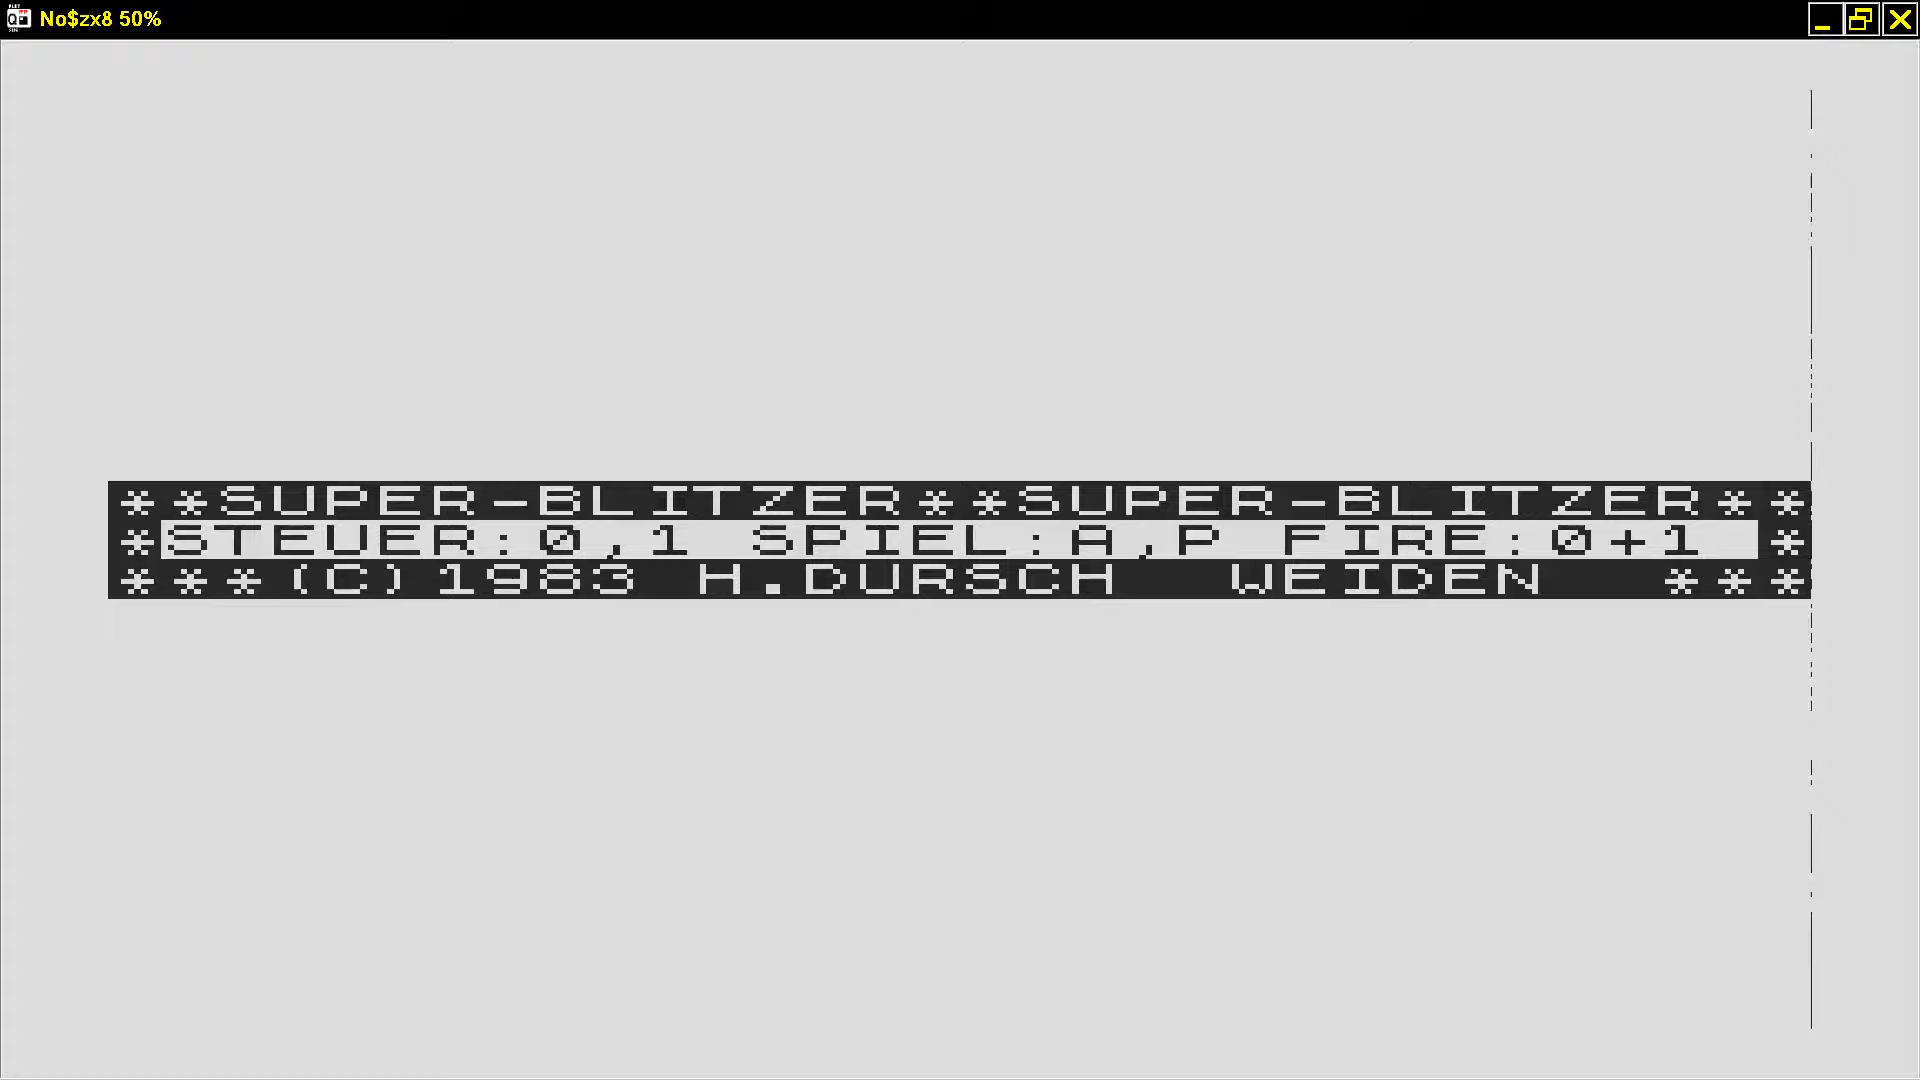 No$zx8 50%
**SUPER-BLITZER**SUPER-BLITZER**
*STEUER:0,1 SPIEL:A,P FIRE:0+1 *
***(C)1983 H.DURSCH  WEIDEN  ***